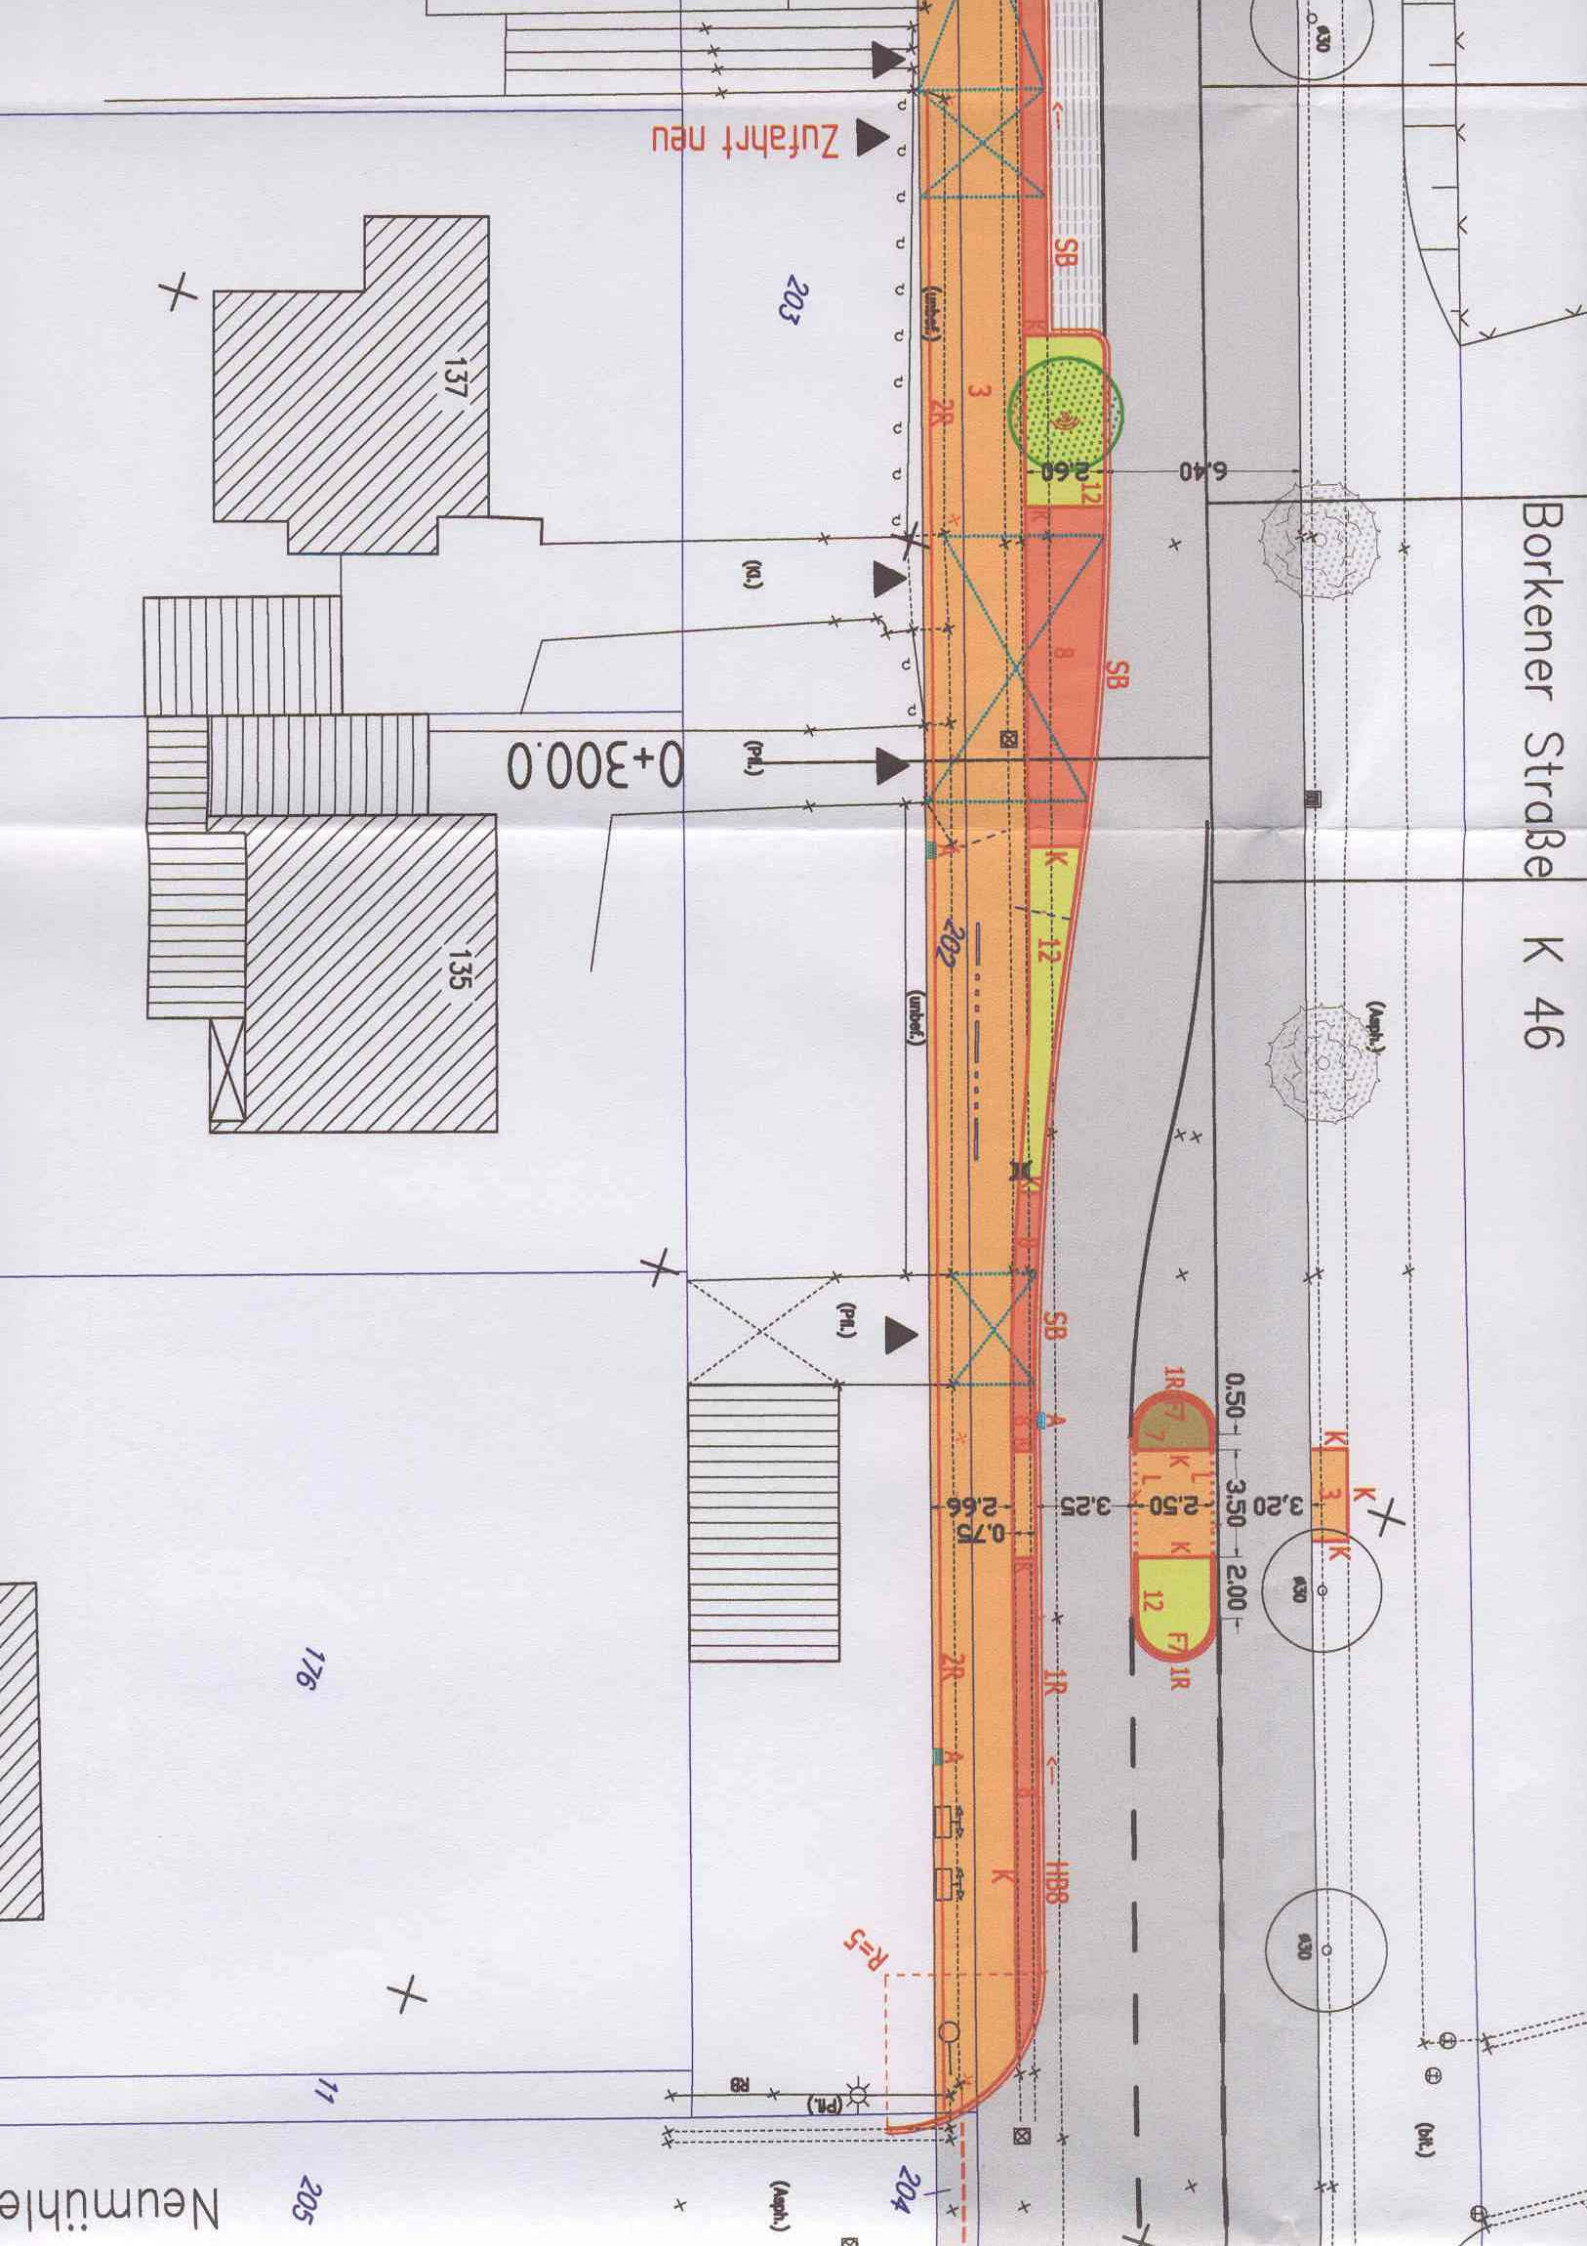 Borkener Straße K 46
ø30
Zufahrt neu
SB
203
(unbef.)
137
3
2R
K
12
2.60
6.40
K
(Kl.)
8
SB
0+300.0
(Pfl.)
A
K
202
12
135
(unbef.)
(Asph.)
K
8
SB
(Pfl.)
A
8
1R
F7
7
0.50
K
L
L
K
3
K
K
2.66
0.75
3.25
2.50
3.50
3,20
K
K
12
2.00
ø30
F7
1R
176
2R
1R
A
8
K
HB8
R=5
ø30
11
RB
(Pfl.)
(bit.)
205
204
(Asph.)
Neumühle